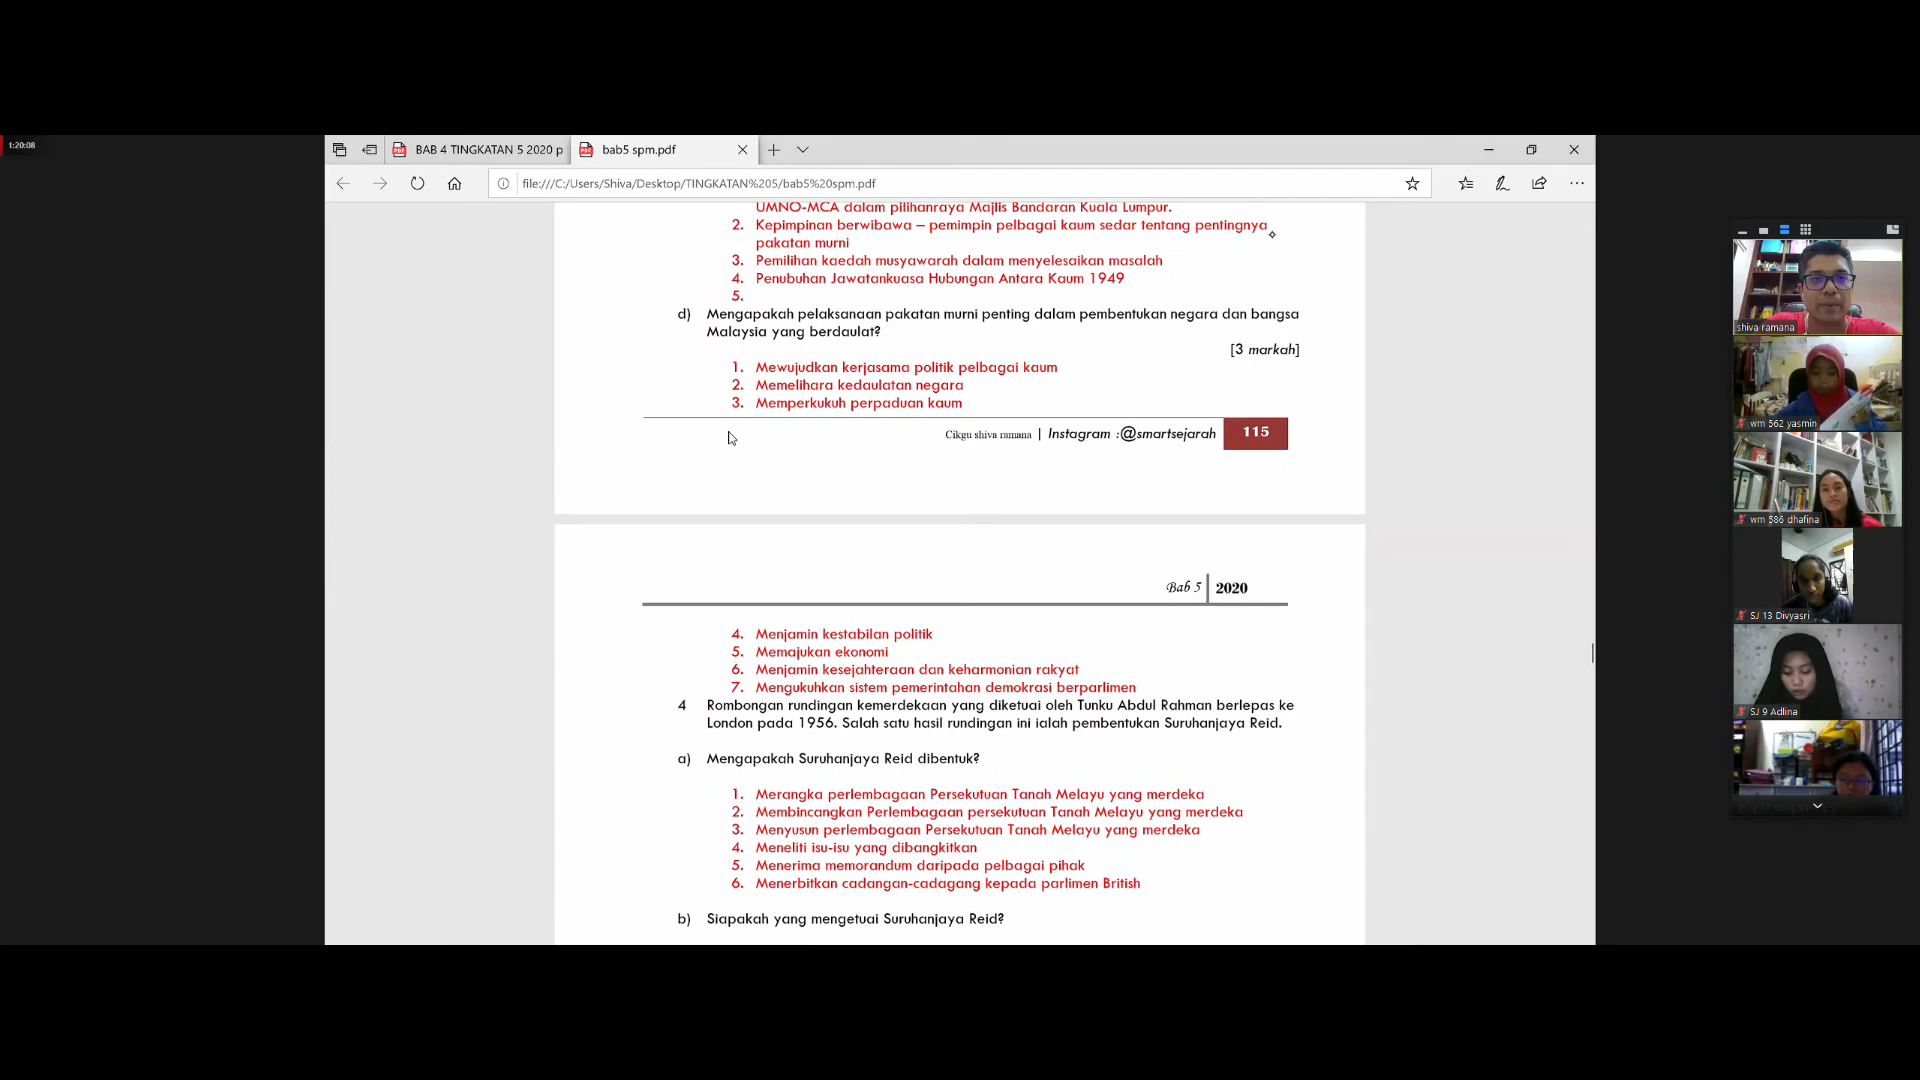 1:20:08
BAB 4 TINGKATAN 5 2020 p
bab5 spm.pdf
file:///C:/Users/Shiva/Desktop/TINGKATAN%205/bab5%20spm.pdf
UMNO-MCA dalam pilihanraya Majlis Bandaran Kuala Lumpur.
2. Kepimpinan berwibawa – pemimpin pelbagai kaum sedar tentang pentingnya
pakatan murni
3. Pemilihan kaedah musyawarah dalam menyelesaikan masalah
4. Penubuhan Jawatankuasa Hubungan Antara Kaum 1949
5.
d) Mengapakah pelaksanaan pakatan murni penting dalam pembentukan negara dan bangsa
Malaysia yang berdaulat?
[3 markah]
1. Mewujudkan kerjasama politik pelbagai kaum
2. Memelihara kedaulatan negara
3. Memperkukuh perpaduan kaum
Cikgu shiva ramana | Instagram :@smartsejarah 115
Bab 5 2020
4. Menjamin kestabilan politik
5. Memajukan ekonomi
6. Menjamin kesejahteraan dan keharmonian rakyat
7. Mengukuhkan sistem pemerintahan demokrasi berparlimen
4 Rombongan rundingan kemerdekaan yang diketuai oleh Tunku Abdul Rahman berlepas ke
London pada 1956. Salah satu hasil rundingan ini ialah pembentukan Suruhanjaya Reid.
a) Mengapakah Suruhanjaya Reid dibentuk?
1. Merangka perlembagaan Persekutuan Tanah Melayu yang merdeka
2. Membincangkan Perlembagaan persekutuan Tanah Melayu yang merdeka
3. Menyusun perlembagaan Persekutuan Tanah Melayu yang merdeka
4. Meneliti isu-isu yang dibangkitkan
5. Menerima memorandum daripada pelbagai pihak
6. Menerbitkan cadangan-cadagang kepada parlimen British
b) Siapakah yang mengetuai Suruhanjaya Reid?
shiva ramana
wm 562 yasmin
wm 586 dhafina
SJ 13 Divyasri
SJ 9 Adlina